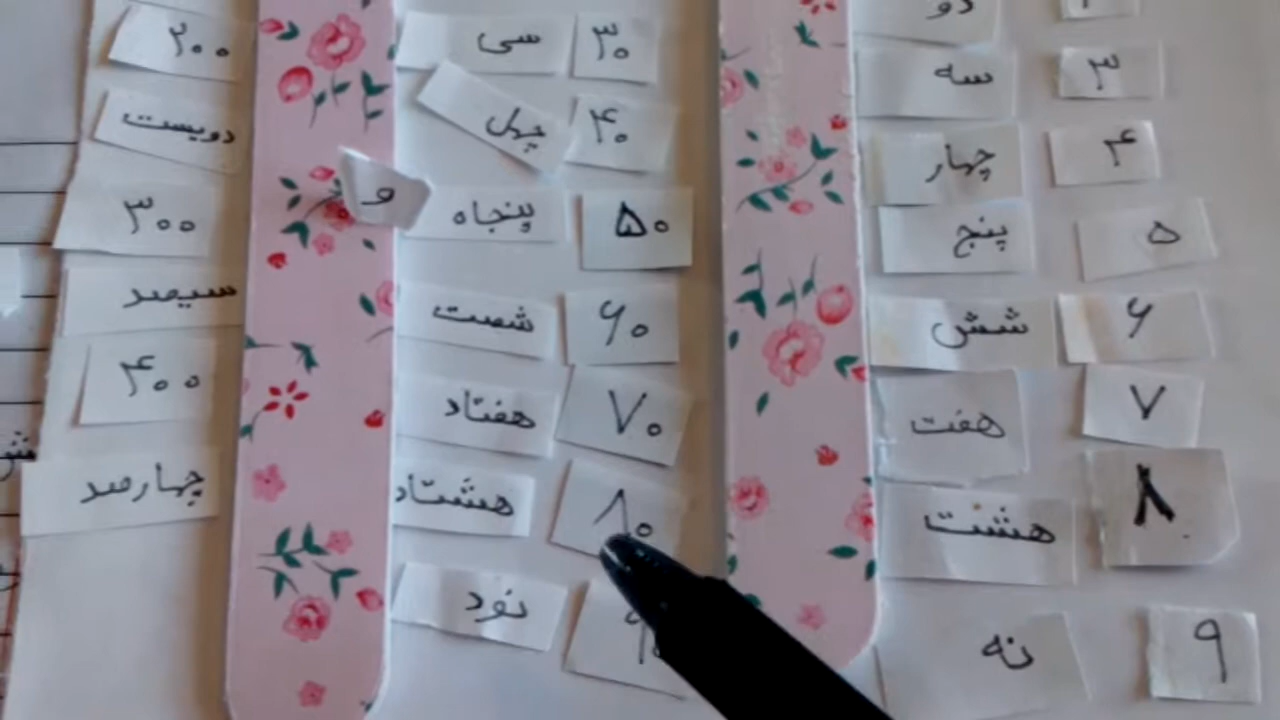 دو
۳ سه
۴ چهار
۵ پنج
۶ شش
۷ هفت
۸ هشت
۹ نه
۳۰ سی
۴۰ چهل
۵۰ پنجاه
و
۶۰ شصت
۷۰ هفتاد
۸۰ هشتاد
نود
۲۰۰
دویست
۳۰۰
سیصد
۴۰۰
چهارصد